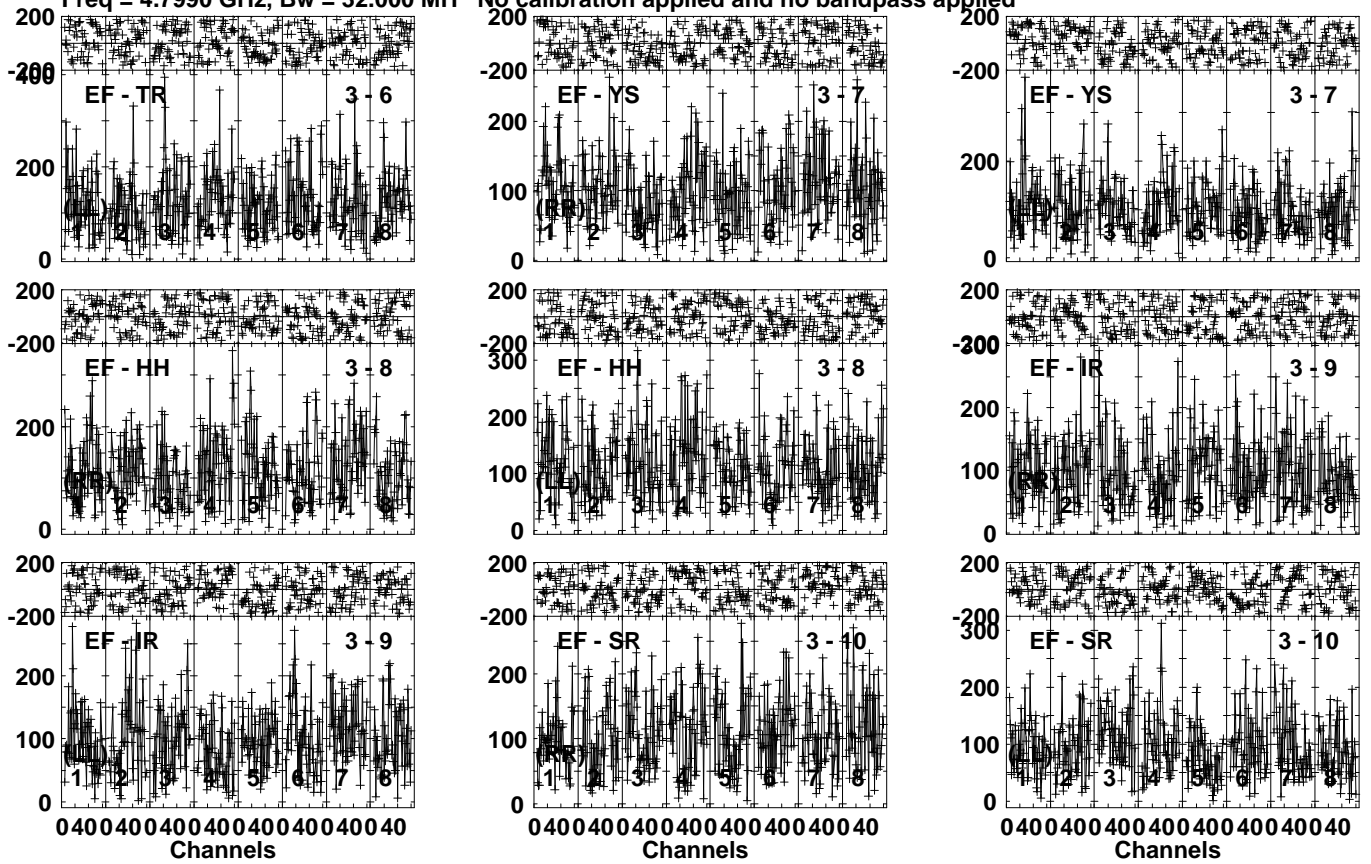 Freq = 4.7990 GHz, Bw = 32.000 MH No calibration applied and no bandpass applied
200 200 200
-200 -200 -200
400
EF - TR 3 - 6 EF - YS 3 - 7 EF - YS 3 - 7
200 200 200
100
(LL) (RR) (LL)
1 2 3 4 5 6 7 8 1 2 3 4 5 6 7 8 1 2 3 4 5 6 7 8
0 0 0
200 200 200
-200 -200 -200
300 300
EF - HH 3 - 8 EF - HH 3 - 8 EF - IR 3 - 9
200 200 200
100 100
(RR) (LL) (RR)
1 2 3 4 5 6 7 8 1 2 3 4 5 6 7 8 1 2 3 4 5 6 7 8
0 0 0
200 200 200
-200 -200 -200
300
EF - IR 3 - 9 EF - SR 3 - 10 EF - SR 3 - 10
200 200 200
100 100 100
(LL) (RR) (LL)
1 2 3 4 5 6 7 8 1 2 3 4 5 6 7 8 1 2 3 4 5 6 7 8
0 0 0
0 40 0 40 0 40 0 40 0 40 0 40 0 40 0 40 0 40 0 40 0 40 0 40 0 40 0 40 0 40 0 40 0 40 0 40 0 40 0 40 0 40 0 40 0 40 0 40
Channels Channels Channels